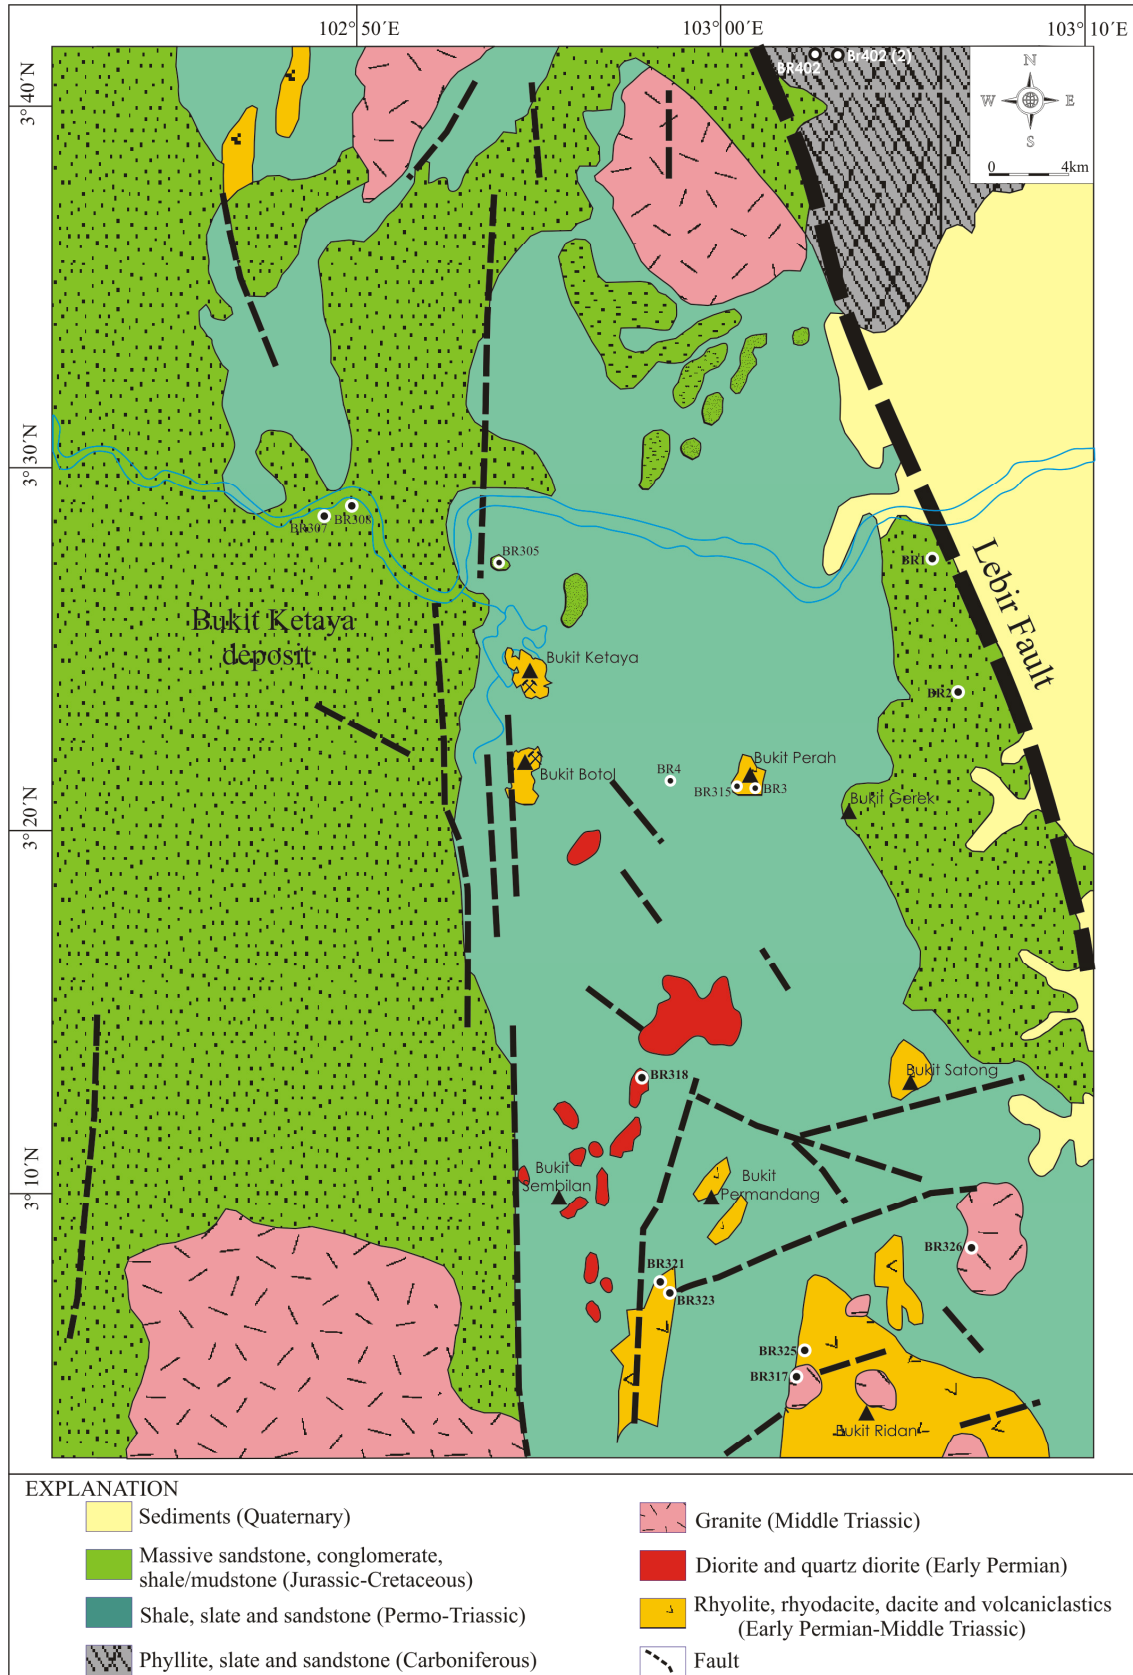 102°50´E
103°00´E
103°10´E
3°40´N
3°30´N
3°20´N
3°10´N
BR402
Br402 (2)
N
W
E
S
0
4km
BR307
BR308
BR305
BR1
Lebir Fault
Bukit Ketaya
deposit
Bukit Ketaya
BR2
Bukit Botol
BR4
Bukit Perah
BR315
BR3
Bukit Gerek
BR318
Bukit Satong
Bukit
Sembilan
Bukit
Permandang
BR326
BR321
BR323
BR325
BR317
Bukit Ridan
EXPLANATION
Sediments (Quaternary)
Massive sandstone, conglomerate,
shale/mudstone (Jurassic-Cretaceous)
Shale, slate and sandstone (Permo-Triassic)
Phyllite, slate and sandstone (Carboniferous)
Granite (Middle Triassic)
Diorite and quartz diorite (Early Permian)
Rhyolite, rhyodacite, dacite and volcaniclastics
(Early Permian-Middle Triassic)
Fault